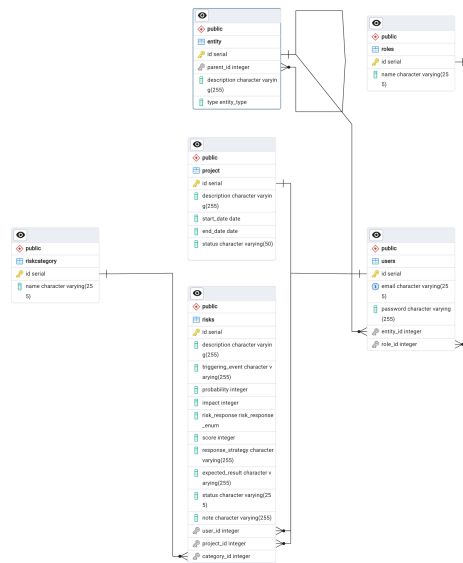 public
entity
id serial
parent_id integer
description character varyin
g(255)
type entity_type
public
roles
id serial
name character varying(25
5)
public
project
id serial
description character varyin
g(255)
start_date date
end_date date
status character varying(50)
public
riskcategory
id serial
name character varying(25
5)
public
users
id serial
email character varying(25
5)
password character varying
(255)
entity_id integer
role_id integer
public
risks
id serial
description character varyin
g(255)
triggering_event character v
arying(255)
probability integer
impact integer
risk_response risk_response
_enum
score integer
response_strategy character
varying(255)
expected_result character v
arying(255)
status character varying(25
5)
note character varying(255)
user_id integer
project_id integer
category_id integer